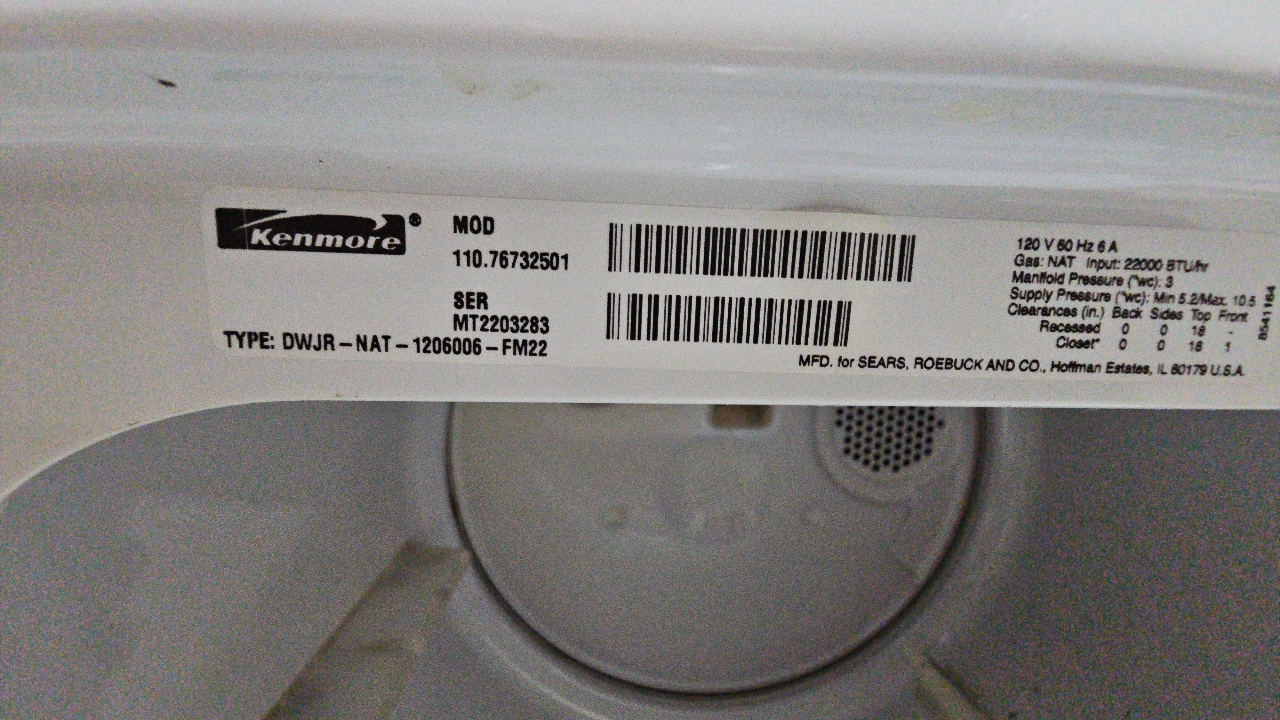 Kenmore®
MOD
110.76732501
SER
MT2203283
TYPE: DWJR-NAT-1206006-FM22
120 V 60 Hz 6 A
Gas: NAT Input: 22000 BTU/hr
Manifold Pressure ("wc): 3
Supply Pressure ("wc): Min 5.2/Max. 10.5
Clearances (in.) Back Sides Top Front
Recessed 0 0 18 -
Closet* 0 0 18 1
MFD. for SEARS, ROEBUCK AND CO., Hoffman Estates, IL 60179 U.S.A.
8541164